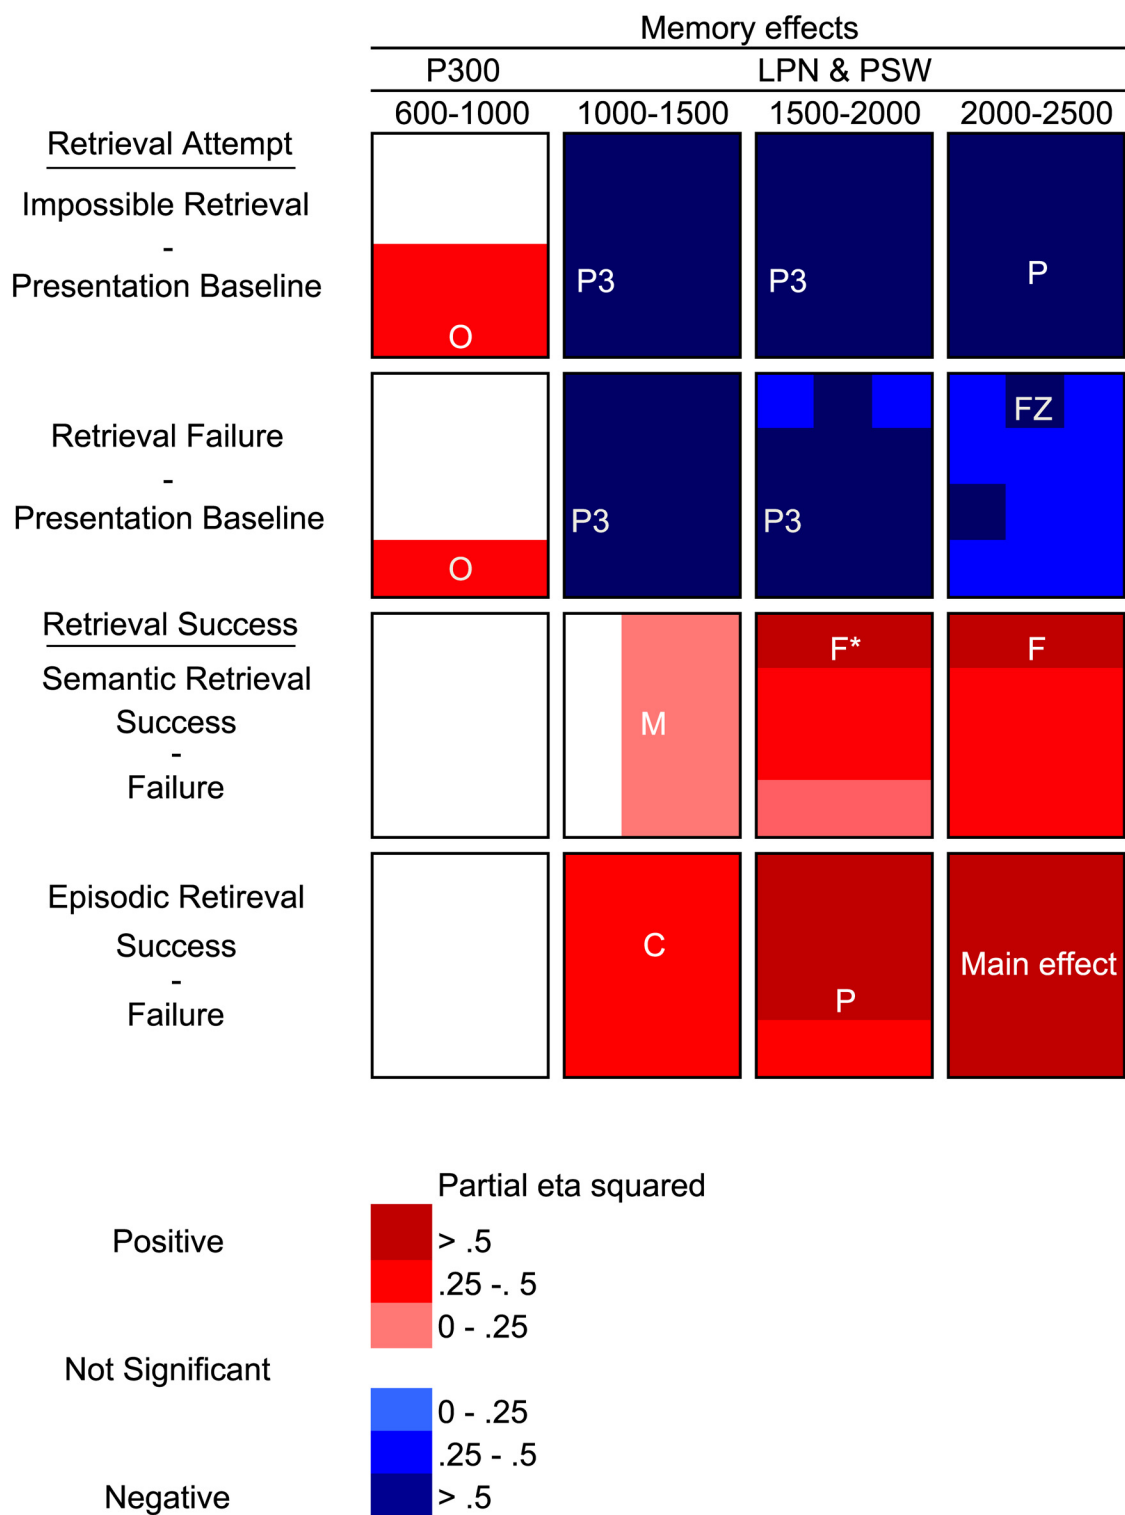 Memory effects
P300 LPN & PSW
600-1000 1000-1500 1500-2000 2000-2500
Retrieval Attempt
Impossible Retrieval
-
Presentation Baseline
P3 P3 P
O
Retrieval Failure
-
Presentation Baseline
FZ
P3 P3
O
Retrieval Success
Semantic Retrieval
Success
-
Failure
M F* F
Episodic Retireval
Success
-
Failure
C P Main effect
Partial eta squared
Positive > .5
.25 -. 5
0 - .25
Not Significant
0 - .25
.25 - .5
Negative > .5